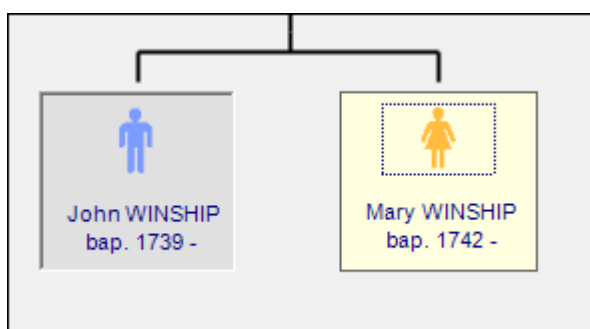 John WINSHIP
bap. 1739 -
Mary WINSHIP
bap. 1742 -